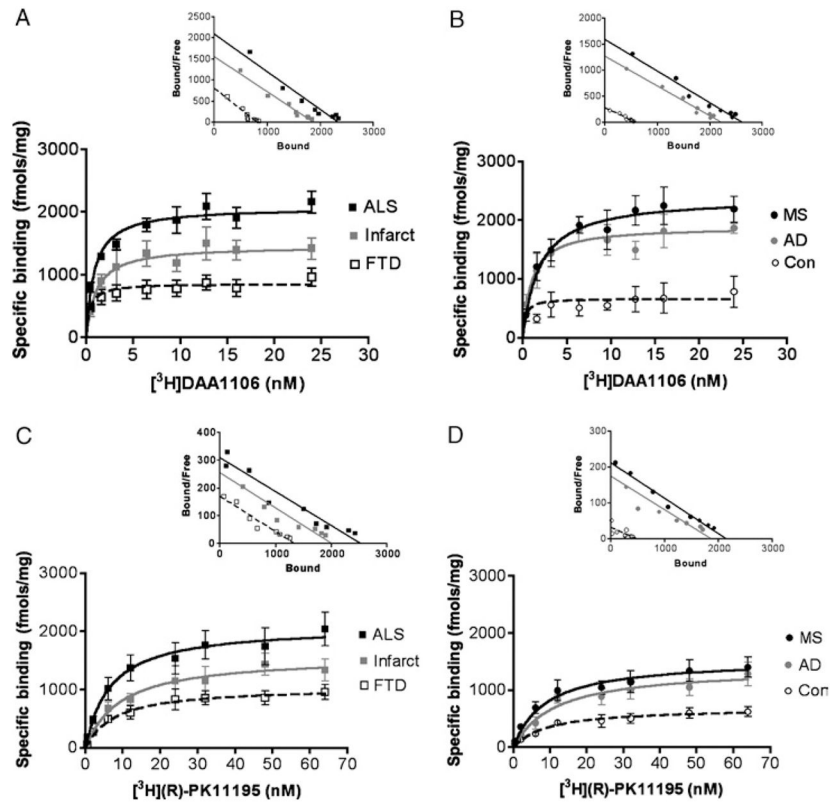 A
Bound/Free
2500
2000
1500
1000
500
0
0
1000
2000
3000
Bound
Specific binding (fmols/mg)
3000
2000
1000
0
0
5
10
15
20
25
30
[³H]DAA1106 (nM)
ALS
Infarct
FTD
B
Bound/Free
2000
1500
1000
500
0
0
1000
2000
3000
Bound
Specific binding (fmols/mg)
3000
2000
1000
0
0
5
10
15
20
25
30
[³H]DAA1106 (nM)
MS
AD
Con
C
Bound/Free
400
300
200
100
0
0
1000
2000
3000
Bound
Specific binding (fmols/mg)
3000
2000
1000
0
0
10
20
30
40
50
60
70
[³H](R)-PK11195 (nM)
ALS
Infarct
FTD
D
Bound/Free
300
200
100
0
0
1000
2000
3000
Bound
Specific binding (fmols/mg)
3000
2000
1000
0
0
10
20
30
40
50
60
70
[³H](R)-PK11195 (nM)
MS
AD
Con